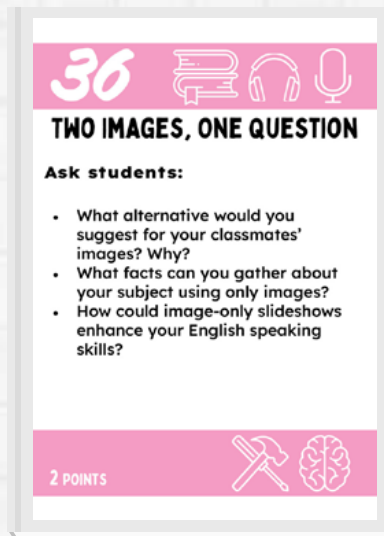 36
TWO IMAGES, ONE QUESTION
Ask students:
• What alternative would you
suggest for your classmates'
images? Why?
• What facts can you gather about
your subject using only images?
• How could image-only slideshows
enhance your English speaking
skills?
2 POINTS